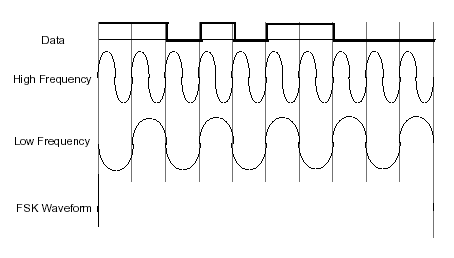 Data
High Frequency
Low Frequency
FSK Waveform